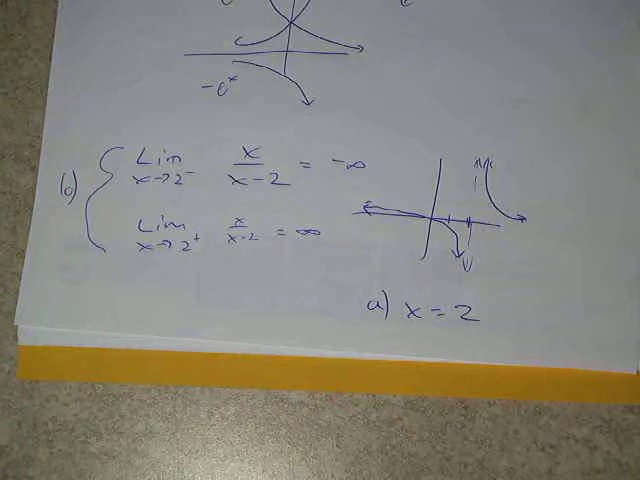 -e^x
b) { Lim x→2⁻ x/(x-2) = -∞
Lim x→2⁺ x/(x-2) = ∞
a) x = 2